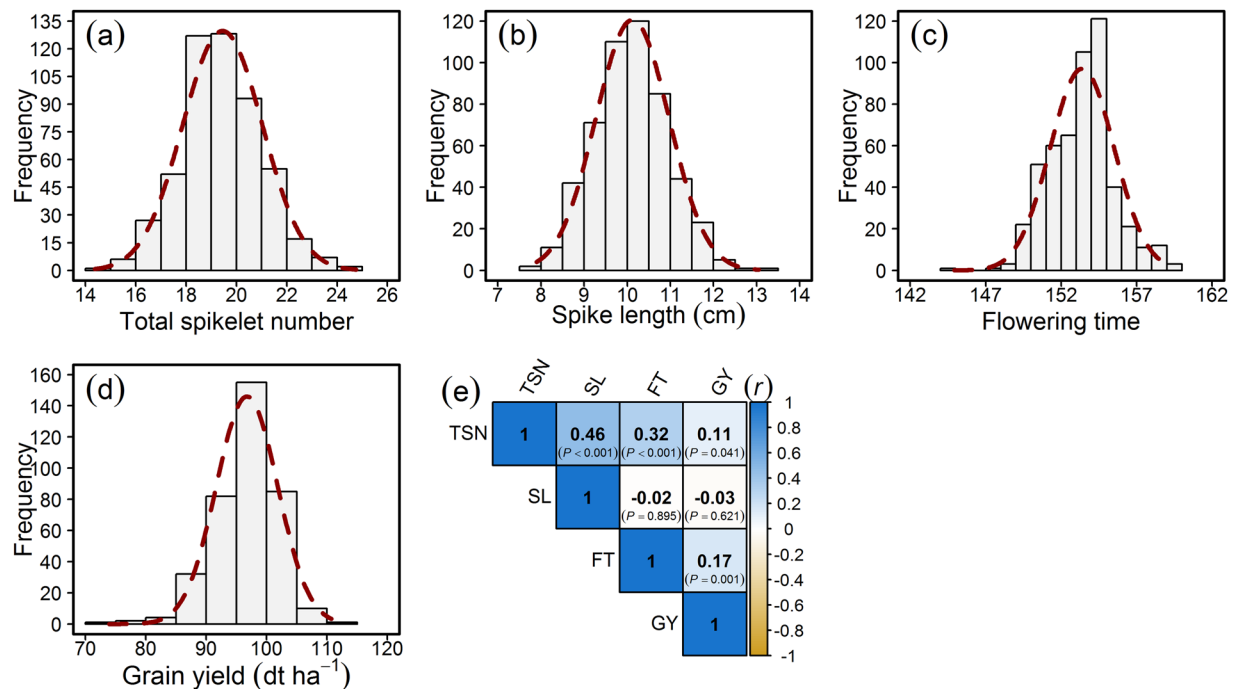 (a)
Frequency
135
120
105
90
75
60
45
30
15
0
14 16 18 20 22 24 26
Total spikelet number
(b)
Frequency
120
100
80
60
40
20
0
7 8 9 10 11 12 13 14
Spike length (cm)
(c)
Frequency
120
100
80
60
40
20
0
142 147 152 157 162
Flowering time
(d)
Frequency
160
140
120
100
80
60
40
20
0
70 80 90 100 110 120
Grain yield (dt ha⁻¹)
(e)
TSN SL FT GY (r)
TSN 1 0.46 0.32 0.11
(P < 0.001) (P < 0.001) (P = 0.041)
SL 1 -0.02 -0.03
(P = 0.895) (P = 0.621)
FT 1 0.17
(P = 0.001)
GY 1
1
0.8
0.6
0.4
0.2
0
-0.2
-0.4
-0.6
-0.8
-1